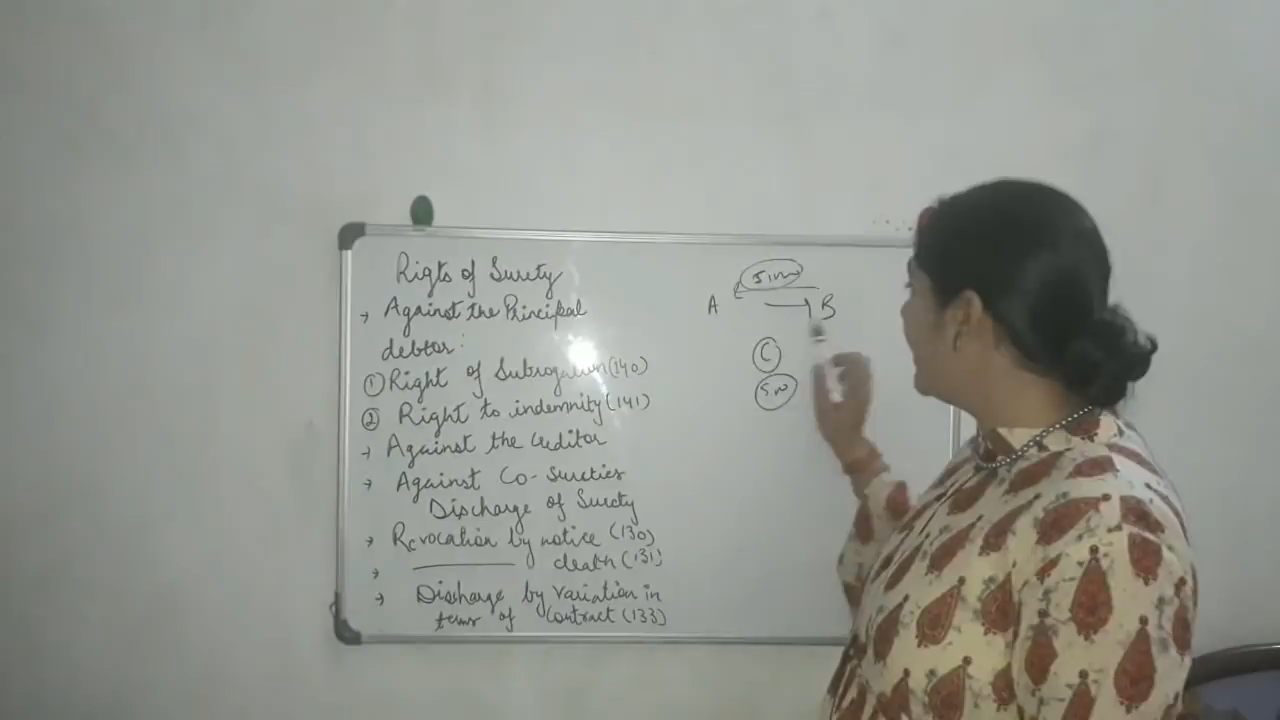 Rigts of Surety
→ Against the Principal
debtor:
① Right of Subrogation (140)
② Right to indemnity (141)
→ Against the Creditor
→ Against Co-Sureties
Discharge of Surety
→ Revocation by notice (130)
→ ——— death (131)
→ Discharge by variation in
terms of contract (133)
A → B
C